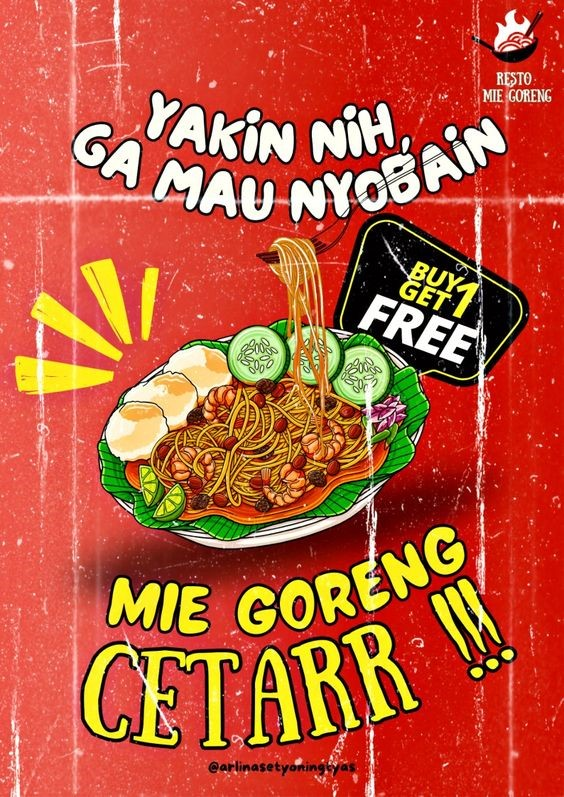 RESTO
MIE GORENG
YAKIN NIH,
GA MAU NYOBAIN
BUY 1
GET
FREE
MIE GORENG
CETARR !!!
@arlinasetyoningtyas